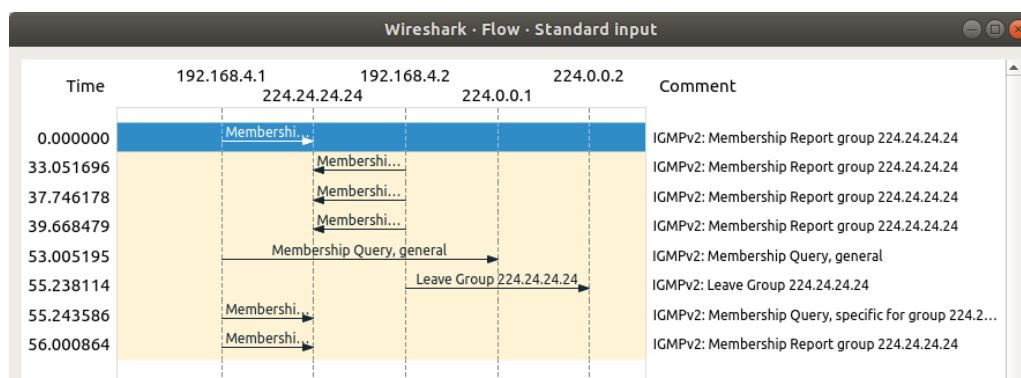 Wireshark · Flow · Standard input
Time 192.168.4.1 224.24.24.24 192.168.4.2 224.0.0.1 224.0.0.2 Comment
0.000000 Membershi... IGMPv2: Membership Report group 224.24.24.24
33.051696 Membershi... IGMPv2: Membership Report group 224.24.24.24
37.746178 Membershi... IGMPv2: Membership Report group 224.24.24.24
39.668479 Membershi... IGMPv2: Membership Report group 224.24.24.24
53.005195 Membership Query, general IGMPv2: Membership Query, general
55.238114 Leave Group 224.24.24.24 IGMPv2: Leave Group 224.24.24.24
55.243586 Membershi... IGMPv2: Membership Query, specific for group 224.2...
56.000864 Membershi... IGMPv2: Membership Report group 224.24.24.24